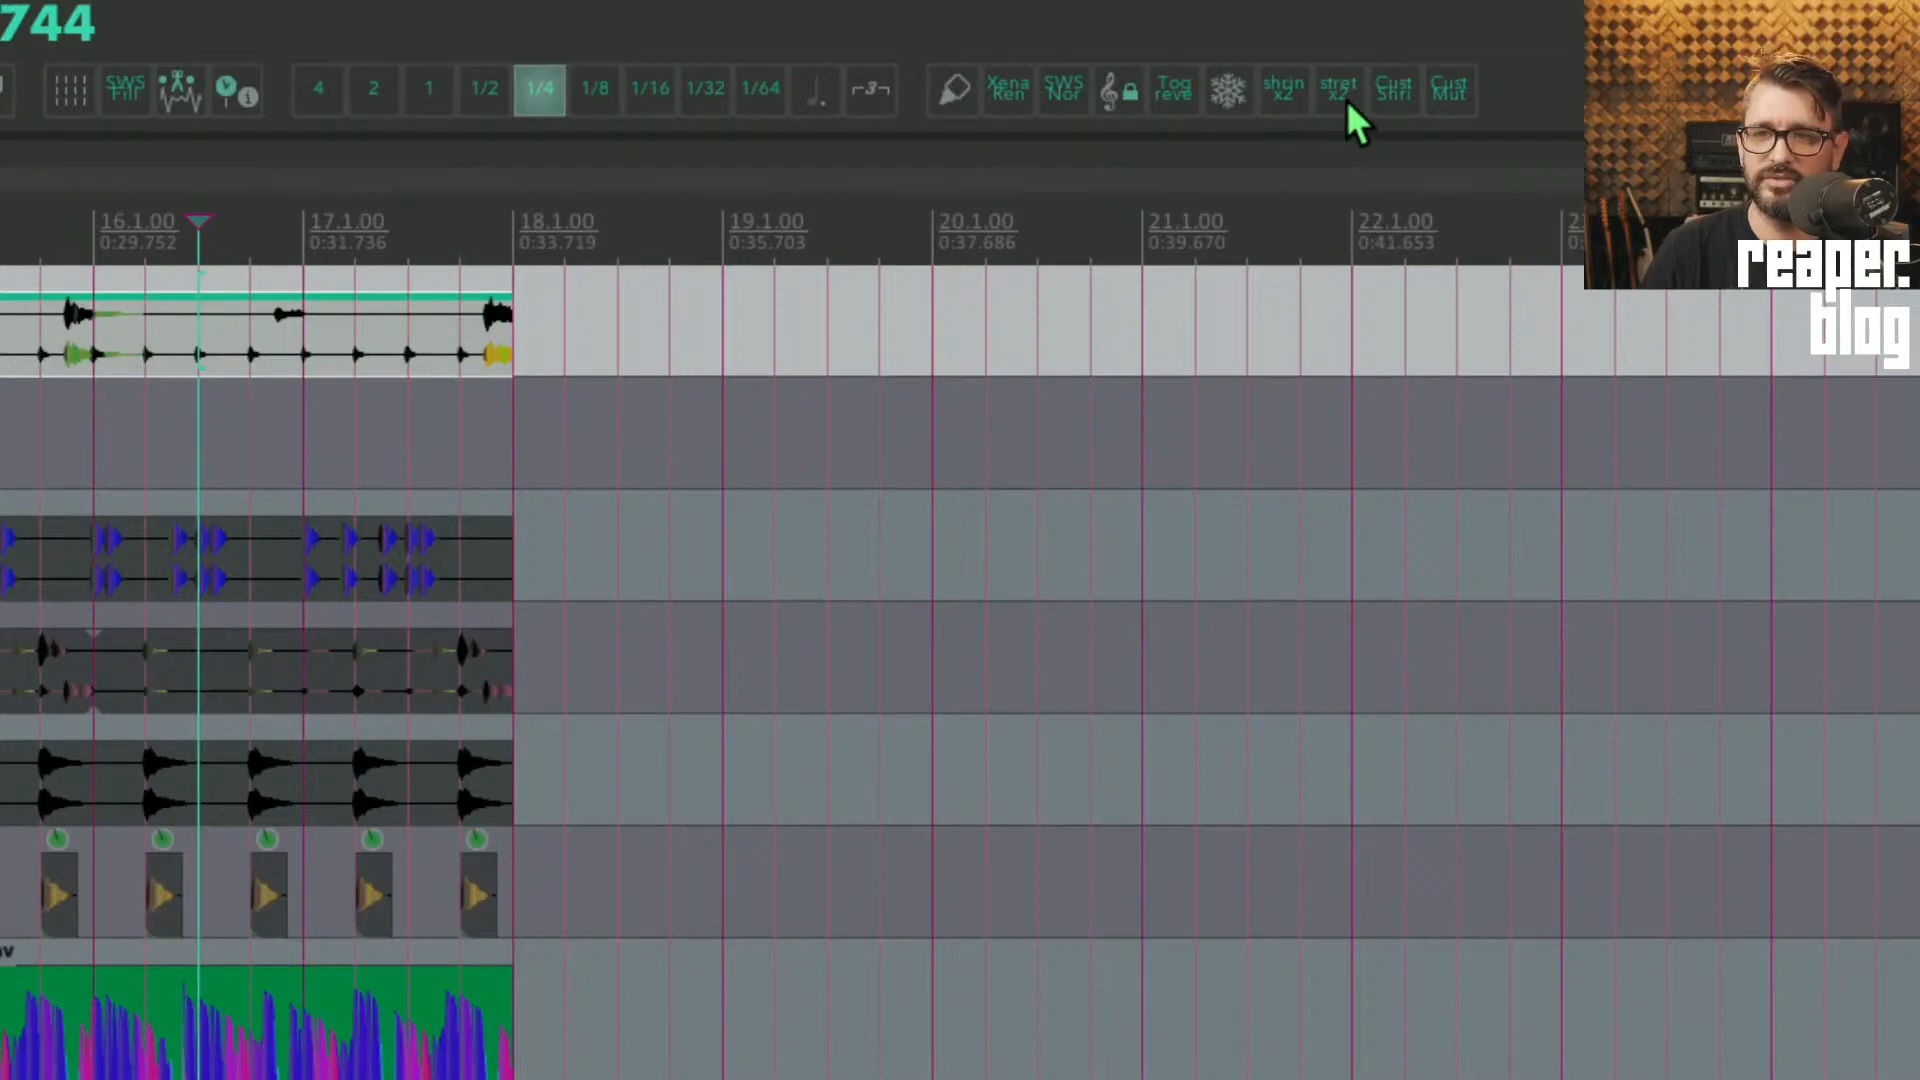 744
SWS
Fill
4
2
1
1/2
1/4
1/8
1/16
1/32
1/64
3
Xena
Ren
SWS
Nor
Tog
reve
shrin
x2
stret
x2
Cust
Shri
Cust
Mut
16.1.00
0:29.752
17.1.00
0:31.736
18.1.00
0:33.719
19.1.00
0:35.703
20.1.00
0:37.686
21.1.00
0:39.670
22.1.00
0:41.653
reaper.
blog